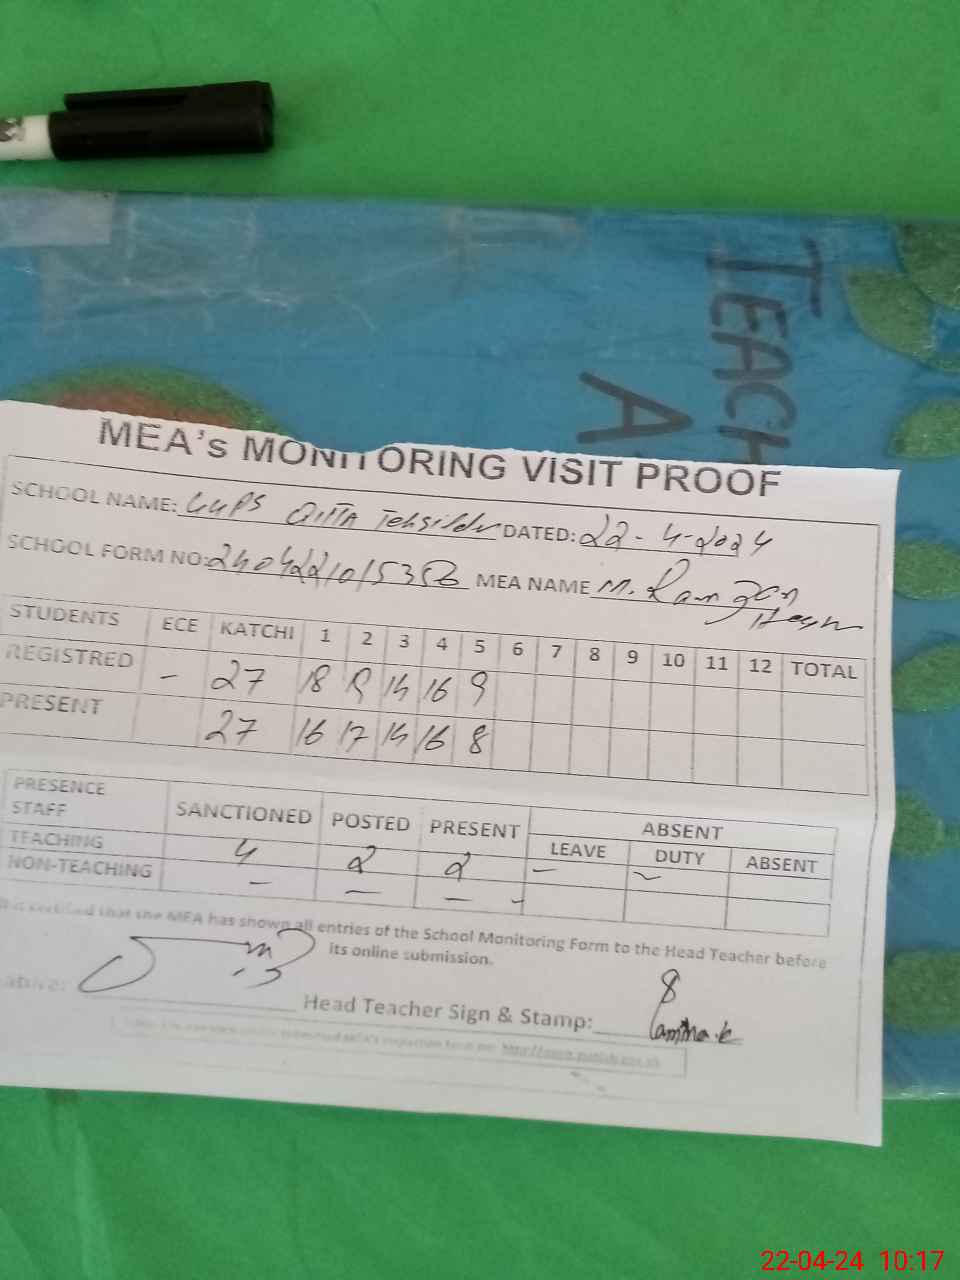 TEACH
A
MEA's MONITORING VISIT PROOF
SCHOOL NAME: GGPS Qitta Tehsildr DATED: 22-4-2024
SCHOOL FORM NO: MEA NAME M. Ramzan
STUDENTS ECE KATCHI 1 2 3 4 5 6 7 8 9 10 11 12 TOTAL
REGISTRED - 27 18 14 16 9
PRESENT 27 16 17 14 16 8
PRESENCE STAFF SANCTIONED POSTED PRESENT ABSENT
LEAVE DUTY ABSENT
TEACHING 4 2 2 - -
NON-TEACHING - - - -
It is certified that the MEA has shown all entries of the School Monitoring Form to the Head Teacher before
its online submission.
Head Teacher Sign & Stamp:
22-04-24 10:17